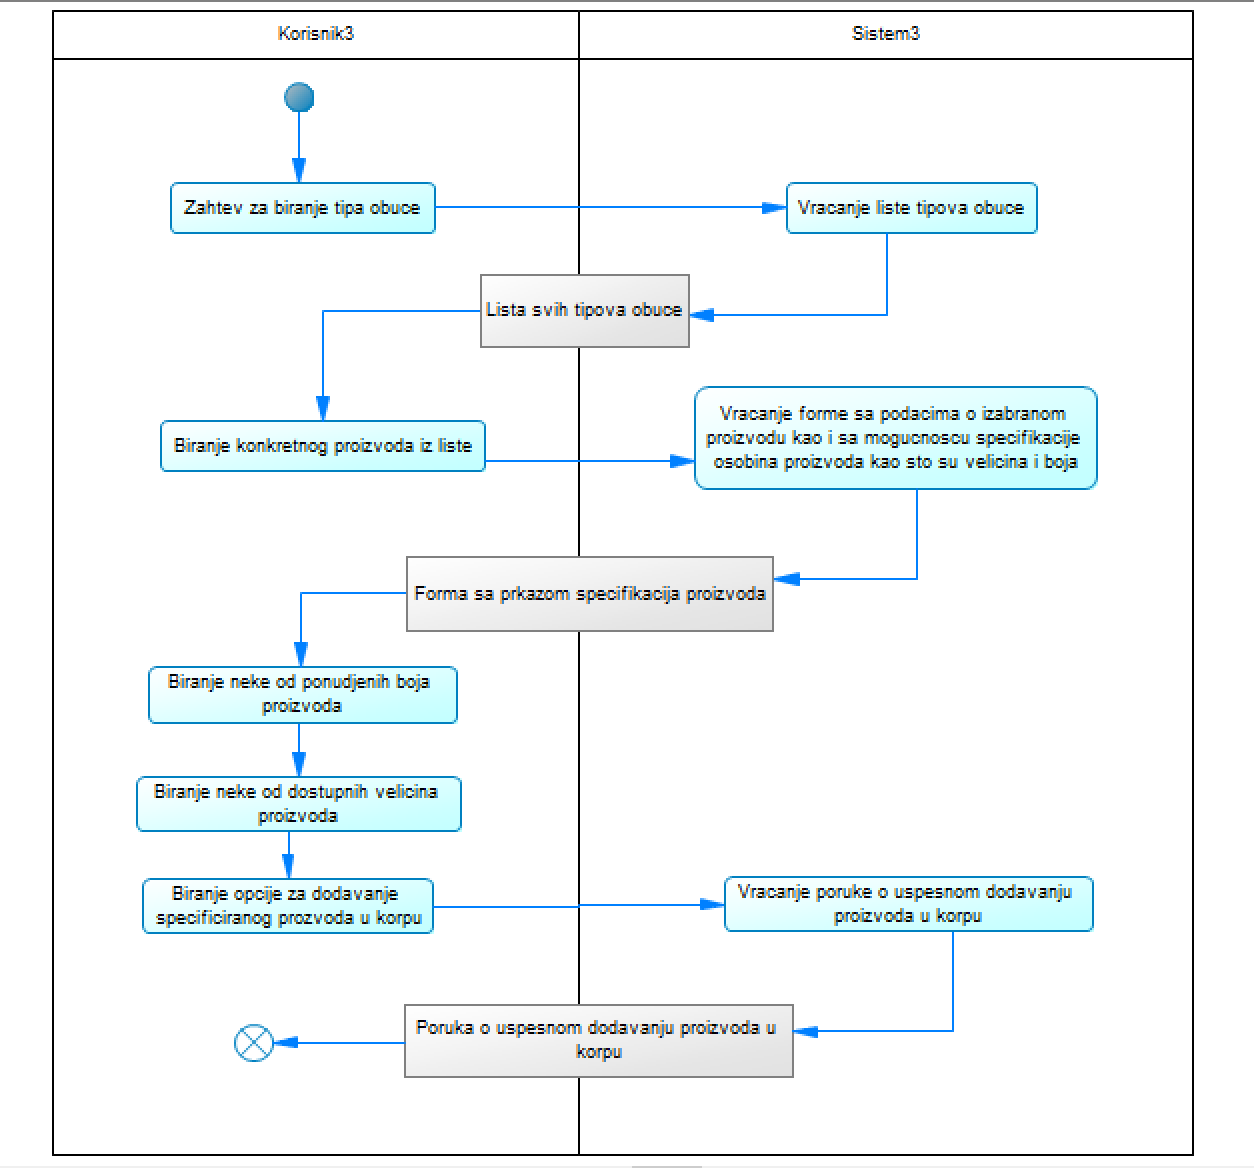 Korisnik3
Sistem3
Zahtev za biranje tipa obuce
Vracanje liste tipova obuce
Lista svih tipova obuce
Biranje konkretnog proizvoda iz liste
Vracanje forme sa podacima o izabranom
proizvodu kao i sa mogucnoscu specifikacije
osobina proizvoda kao sto su velicina i boja
Forma sa prkazom specifikacija proizvoda
Biranje neke od ponudjenih boja
proizvoda
Biranje neke od dostupnih velicina
proizvoda
Biranje opcije za dodavanje
specificiranog prozvoda u korpu
Vracanje poruke o uspesnom dodavanju
proizvoda u korpu
Poruka o uspesnom dodavanju proizvoda u
korpu